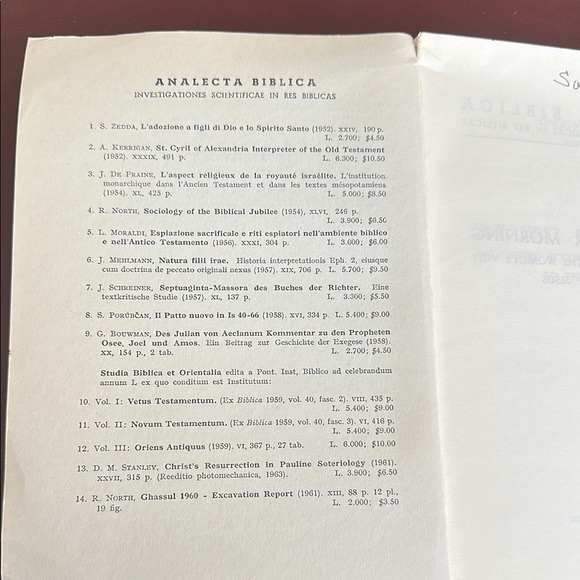 ANALECTA BIBLICA
INVESTIGATIONES SCIENTIFICAE IN RES BIBLICAS
1. S. ZEDDA, L'adozione a figli di Dio e lo Spirito Santo (1952). XXIV, 190 p.
L. 2.700; $4.50
2. A. KERRIGAN, St. Cyril of Alexandria Interpreter of the Old Testament
(1952). XXXIX, 491 p. L. 6.300; $10.50
3. J. DE FRAINE, L'aspect religieux de la royauté israélite. L'institution
monarchique dans l'Ancien Testament et dans les textes mésopotamiens
(1954). XL, 425 p. L. 5.000; $8.50
4. R. NORTH, Sociology of the Biblical Jubilee (1954), XLVI, 246 p.
L. 3.900; $6.50
5. L. MORALDI, Espiazione sacrificale e riti espiatori nell'ambiente biblico
e nell'Antico Testamento (1956). XXXI, 304 p. L. 3.600; $6.00
6. J. MEHLMANN, Natura filii irae. Historia interpretationis Eph. 2, eiusque
cum doctrina de peccato originali nexus (1957). XIX, 706 p. L. 5.700; $9.50
7. J. SCHREINER, Septuaginta-Massora des Buches der Richter. Eine
textkritische Studie (1957). XI, 137 p. L. 3.300; $5.50
8. S. PORÚBČAN, Il Patto nuovo in Is 40-66 (1958). XVI, 334 p. L. 5.400; $9.00
9. G. BOUWMAN, Des Julian von Aeclanum Kommentar zu den Propheten
Osee, Joel und Amos. Ein Beitrag zur Geschichte der Exegese (1958).
XX, 154 p., 2 tab. L. 2.700; $4.50
Studia Biblica et Orientalia edita a Pont. Inst, Biblico ad celebrandum
annum L ex quo conditum est Institutum:
10. Vol. I: Vetus Testamentum. (Ex Biblica 1959, vol. 40, fasc. 2). VIII, 435 p.
L. 5.400; $9.00
11. Vol. II: Novum Testamentum. (Ex Biblica 1959, vol. 40, fasc. 3). VI, 416 p.
L. 5.400; $9.00
12. Vol. III: Oriens Antiquus (1959). VI, 367 p., 27 tab. L. 6.000; $10.00
13. D. M. STANLEY, Christ's Resurrection in Pauline Soteriology (1961).
XXVII, 315 p. (Reeditio photomechanica, 1963). L. 3.900; $6.50
14. R. NORTH, Ghassul 1960 - Excavation Report (1961). XIII, 88 p. 12 pl.,
19 fig. L. 2.000; $3.50